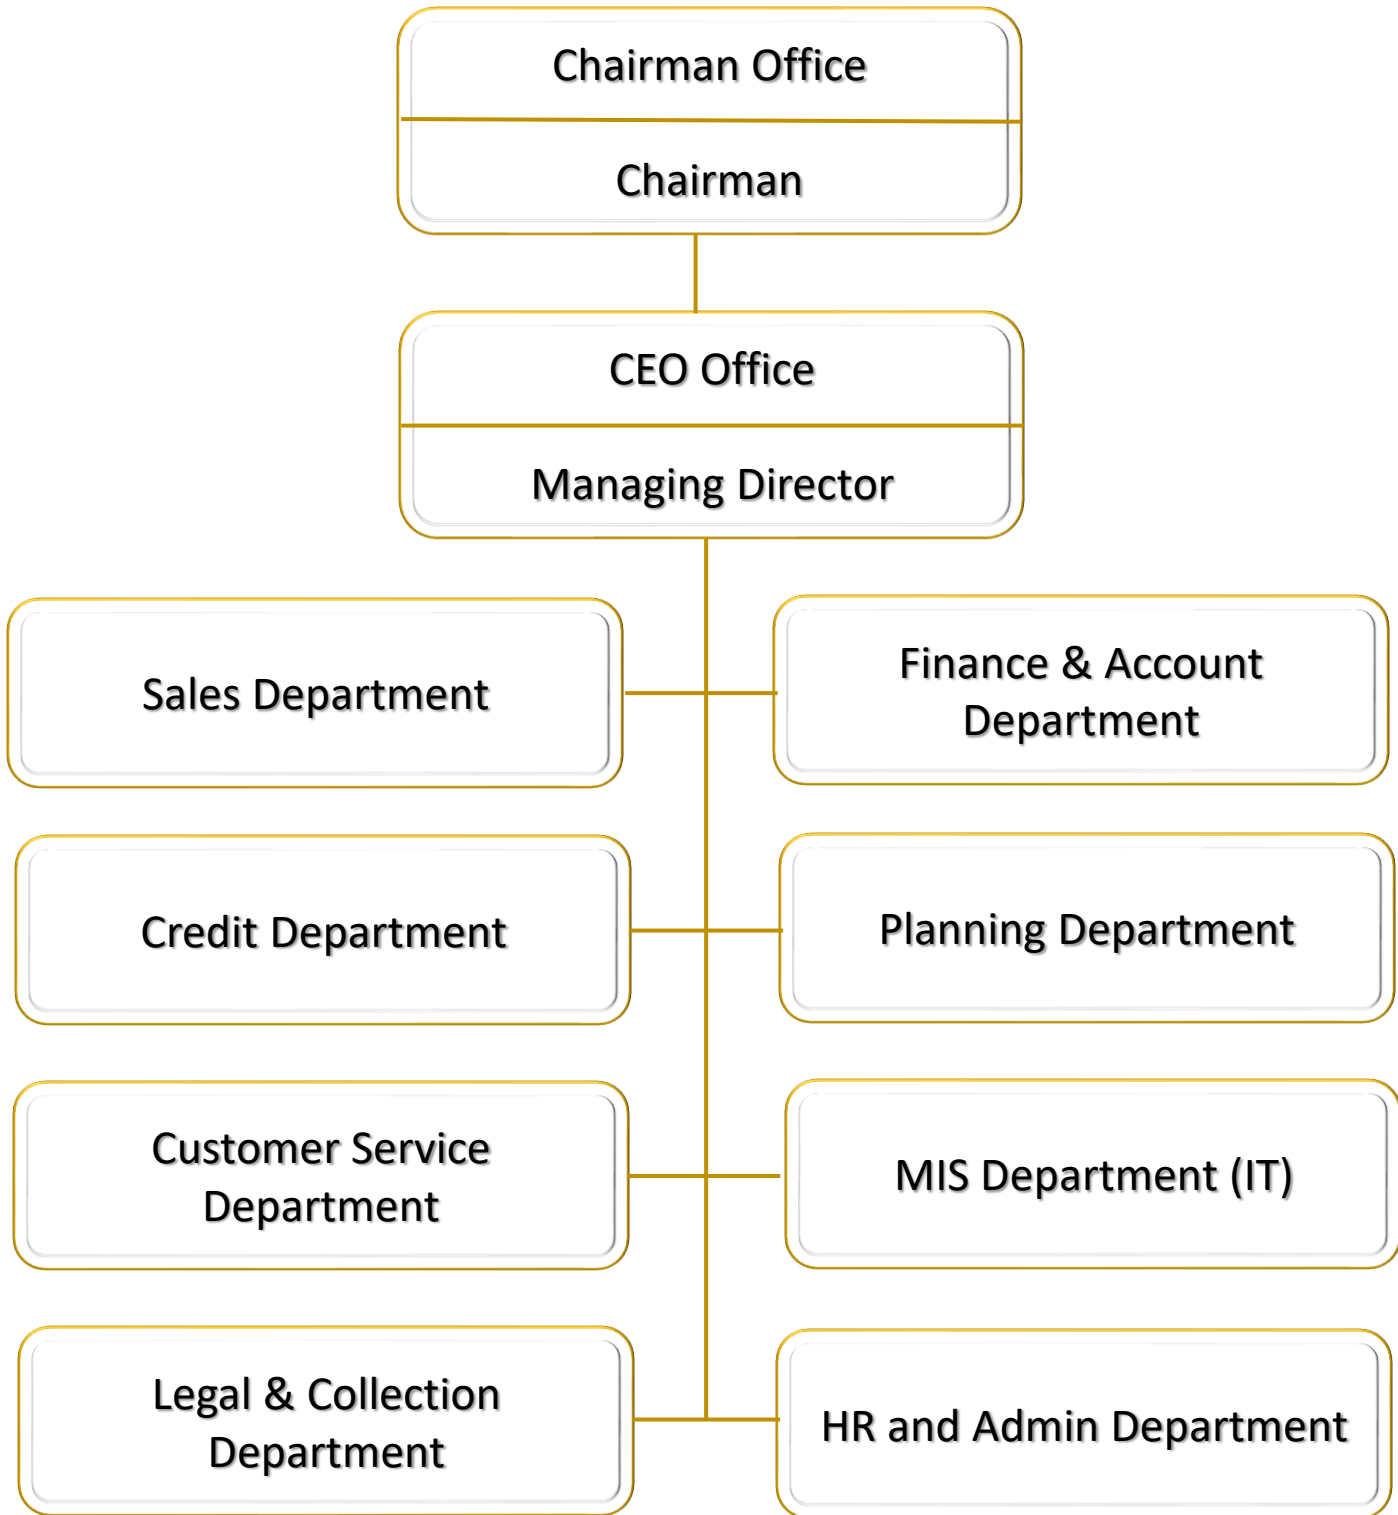 Chairman Office
Chairman
CEO Office
Managing Director
Sales Department
Finance & Account
Department
Credit Department
Planning Department
Customer Service
Department
MIS Department (IT)
Legal & Collection
Department
HR and Admin Department